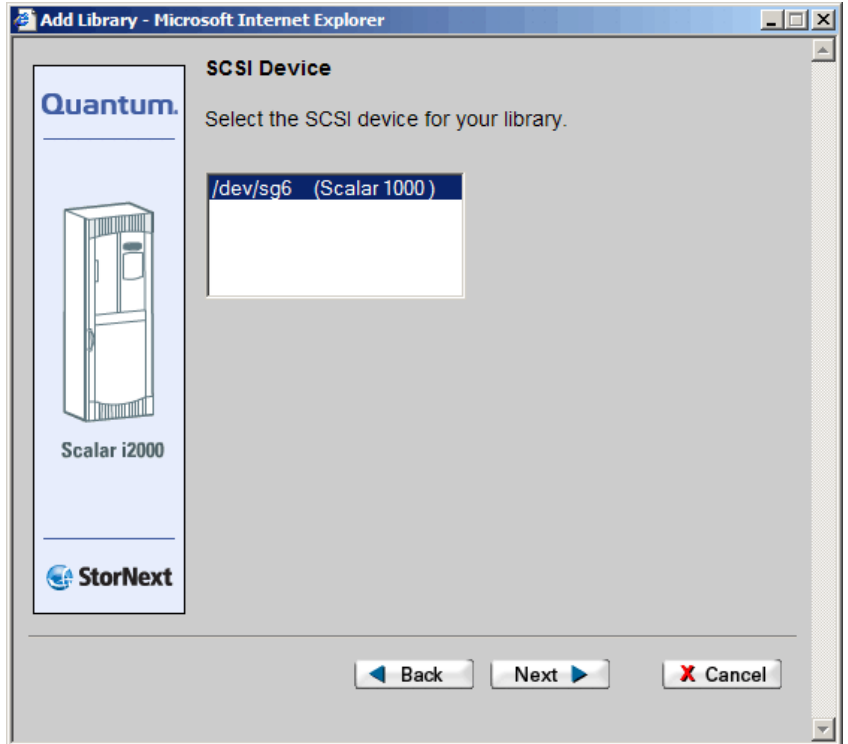 Add Library - Microsoft Internet Explorer
SCSI Device
Quantum.
Select the SCSI device for your library.
/dev/sg6 (Scalar 1000 )
Scalar i2000
StorNext
Back Next X Cancel